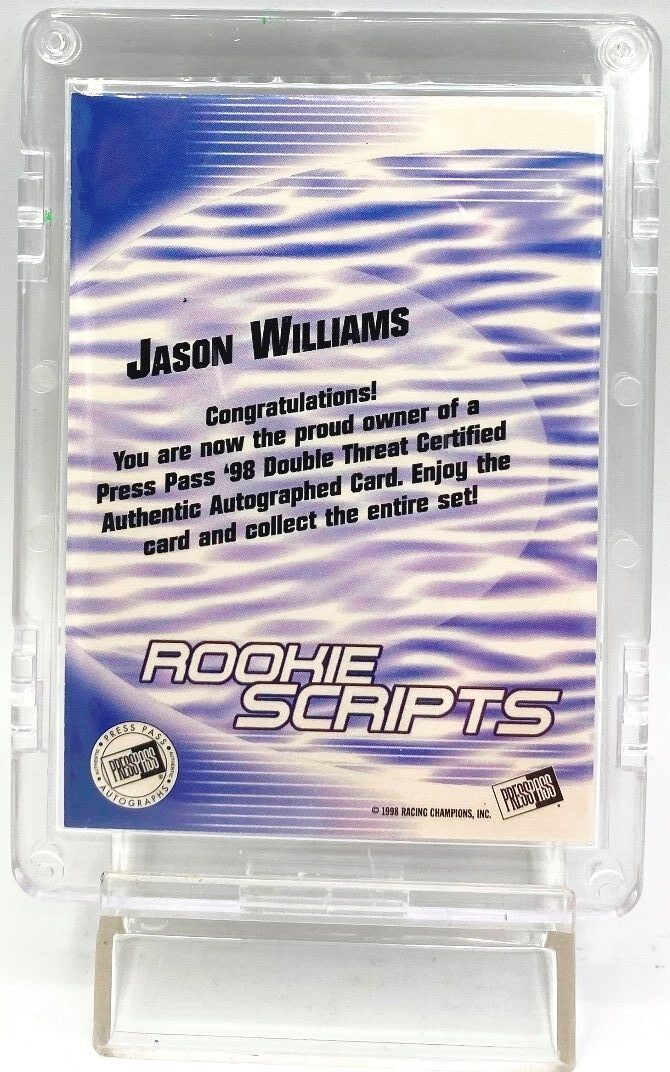 JASON WILLIAMS
Congratulations!
You are now the proud owner of a
Press Pass '98 Double Threat Certified
Authentic Autographed Card. Enjoy the
card and collect the entire set!
ROOKIE
SCRIPTS
PRESS PASS
AUTHENTIC
PRESS PASS
AUTHENTIC
AUTOGRAPHS
© 1998 RACING CHAMPIONS, INC.
PRESS PASS